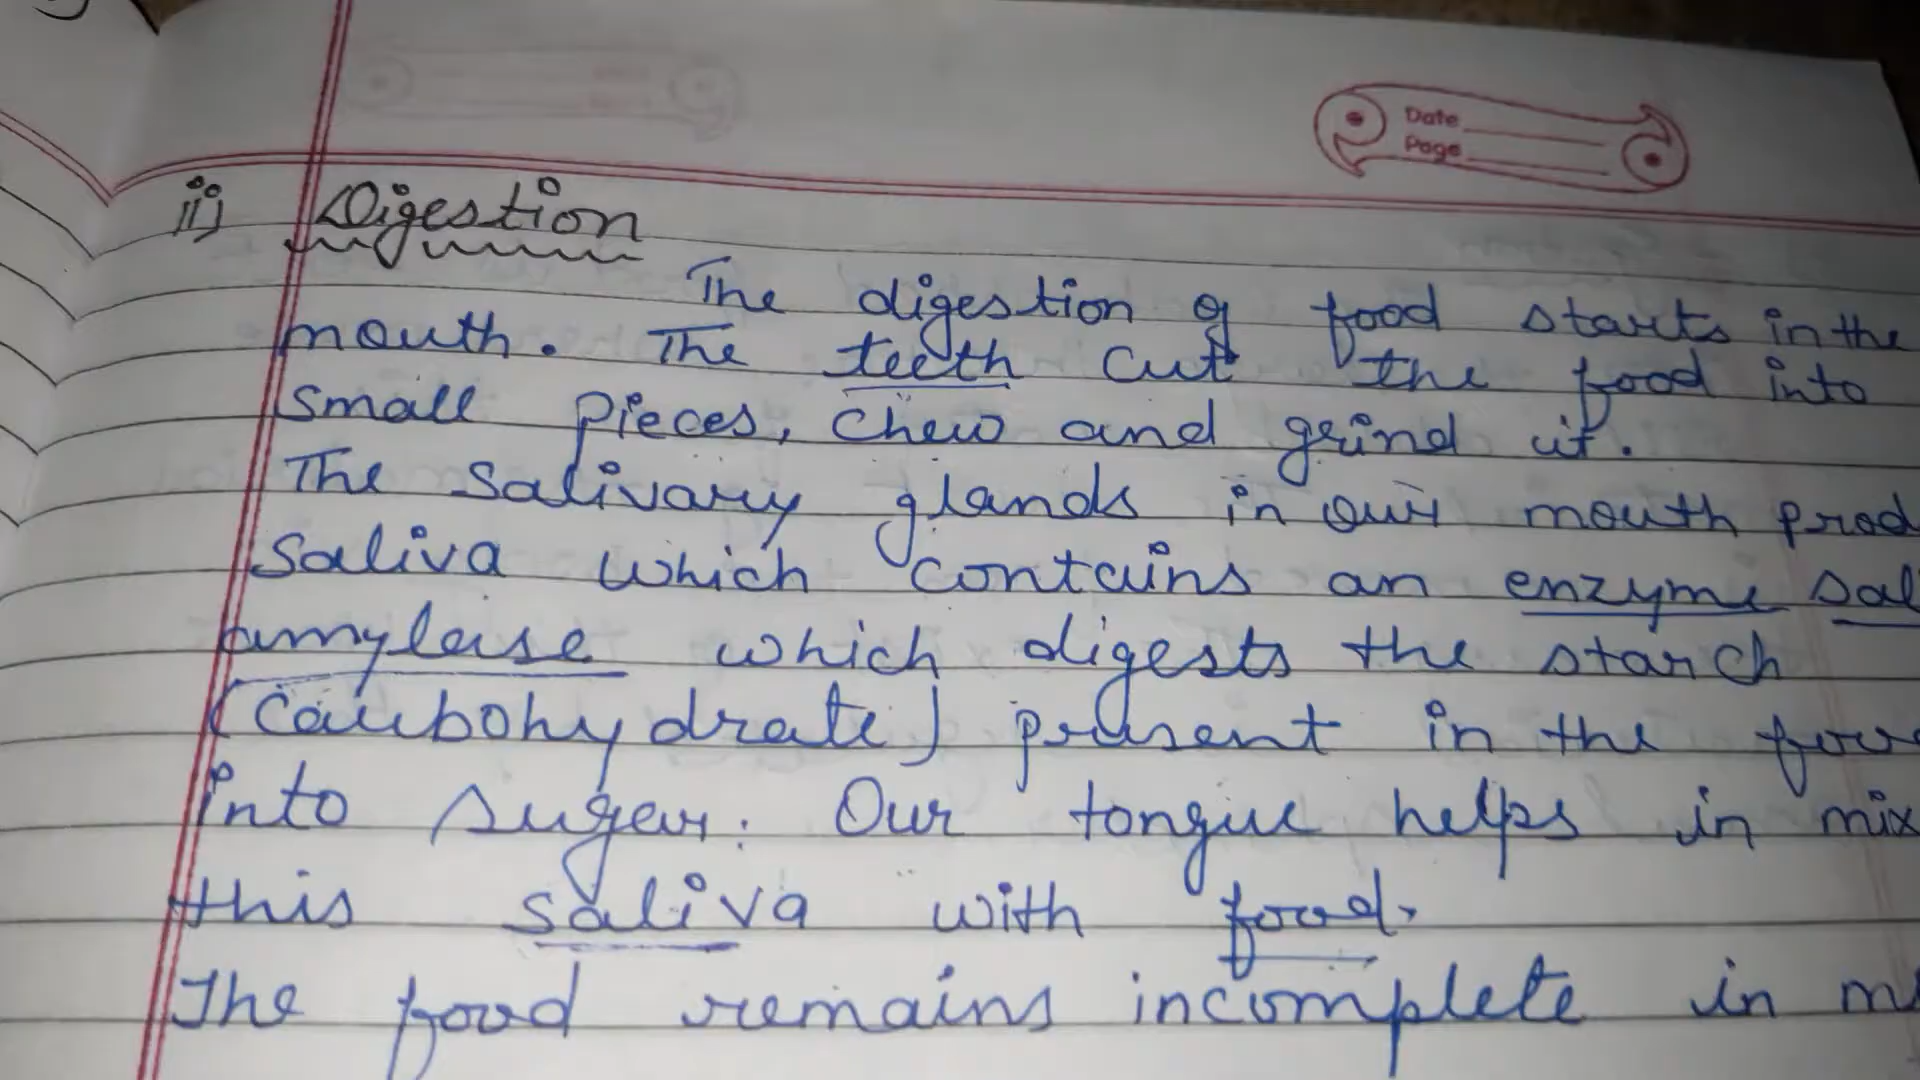 Date
Page
ii) Digestion
The digestion of food starts in the
mouth. The teeth cut the food into
small pieces, chew and grind it.
The salivary glands in our mouth prod
saliva which contains an enzyme sal
amylase which digests the starch
(carbohydrate) present in the foo
into sugar. Our tongue helps in mix
this saliva with food.
The food remains incomplete in m